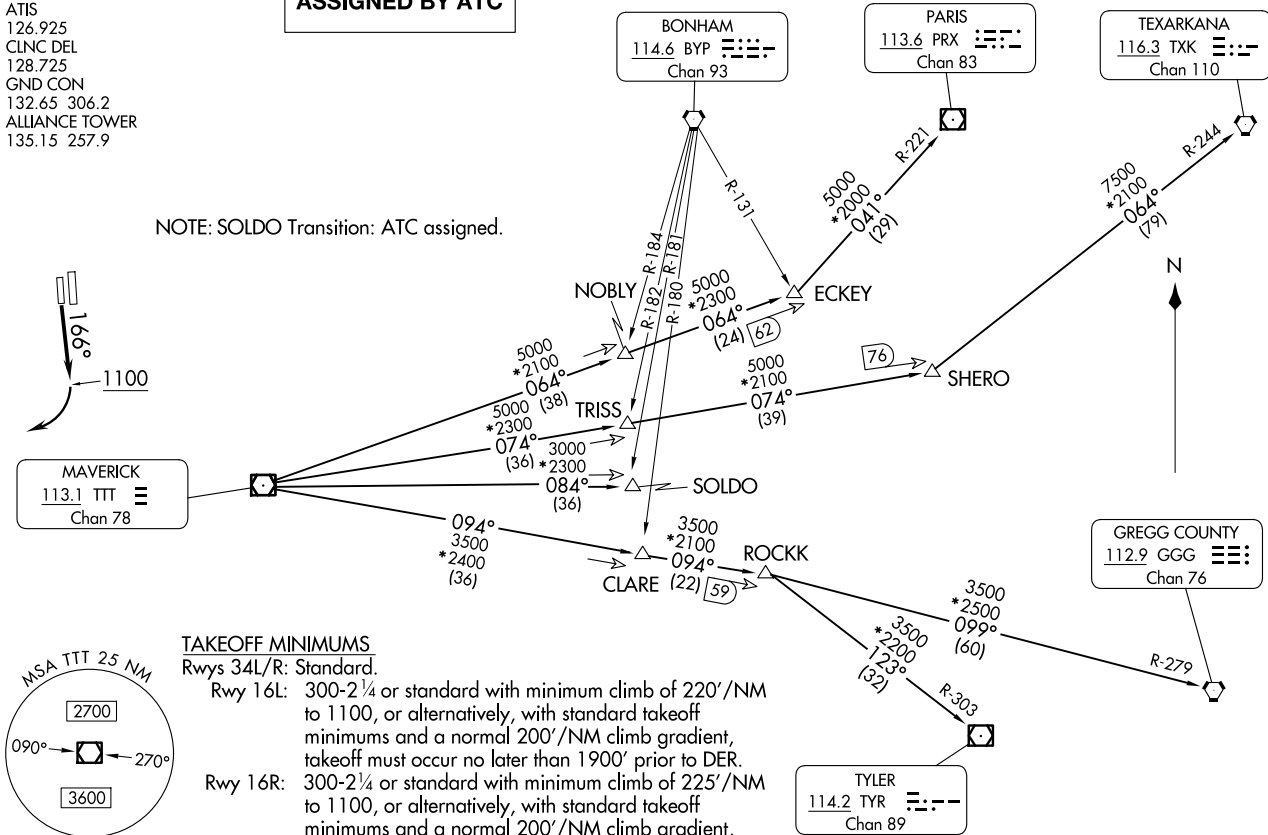 ASSIGNED BY ATC
ATIS
126.925
CLNC DEL
128.725
GND CON
132.65 306.2
ALLIANCE TOWER
135.15 257.9
BONHAM
114.6 BYP
Chan 93
PARIS
113.6 PRX
Chan 83
TEXARKANA
116.3 TXK
Chan 110
NOTE: SOLDO Transition: ATC assigned.
R-221
R-244
R-131
R-184
R-181
R-182
R-180
5000
*2000
041°
(29)
7500
*2100
064°
(79)
N
166°
1100
NOBLY
5000
*2300
064°
(24)
62
ECKEY
5000
*2100
064°
(38)
76
SHERO
5000
*2100
074°
(39)
TRISS
5000
*2300
074°
(36)
3000
*2300
084°
(36)
SOLDO
MAVERICK
113.1 TTT
Chan 78
094°
3500
*2400
(36)
CLARE
3500
*2100
094°
(22)
59
ROCKK
GREGG COUNTY
112.9 GGG
Chan 76
3500
*2500
099°
(60)
R-279
3500
*2200
123°
(32)
R-303
TYLER
114.2 TYR
Chan 89
MSA TTT 25 NM
2700
090°
270°
3600
TAKEOFF MINIMUMS
Rwys 34L/R: Standard.
Rwy 16L: 300-2¼ or standard with minimum climb of 220'/NM
to 1100, or alternatively, with standard takeoff
minimums and a normal 200'/NM climb gradient,
takeoff must occur no later than 1900' prior to DER.
Rwy 16R: 300-2¼ or standard with minimum climb of 225'/NM
to 1100, or alternatively, with standard takeoff
minimums and a normal 200'/NM climb gradient,